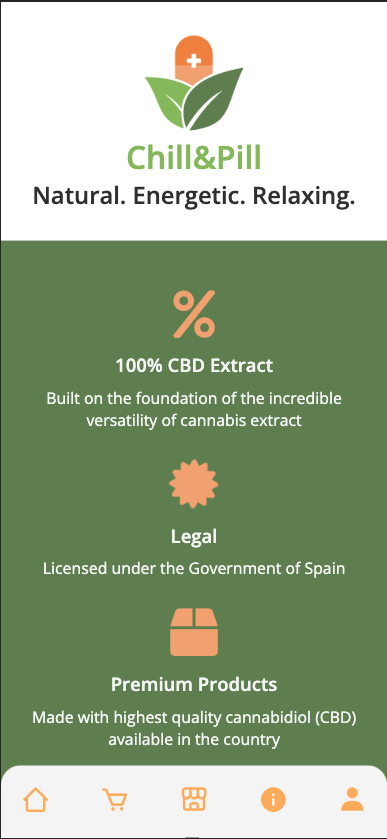 Chill&Pill
Natural. Energetic. Relaxing.
100% CBD Extract
Built on the foundation of the incredible
versatility of cannabis extract
Legal
Licensed under the Government of Spain
Premium Products
Made with highest quality cannabidiol (CBD)
available in the country